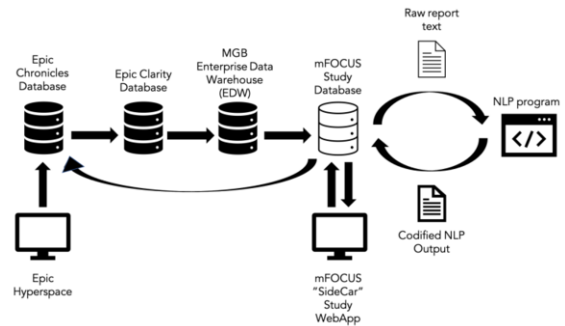 Raw report
text
Epic
Chronicles
Database
Epic Clarity
Database
MGB
Enterprise Data
Warehouse
(EDW)
mFOCUS
Study
Database
NLP program
</>
Codified NLP
Output
Epic
Hyperspace
mFOCUS
“SideCar”
Study
WebApp